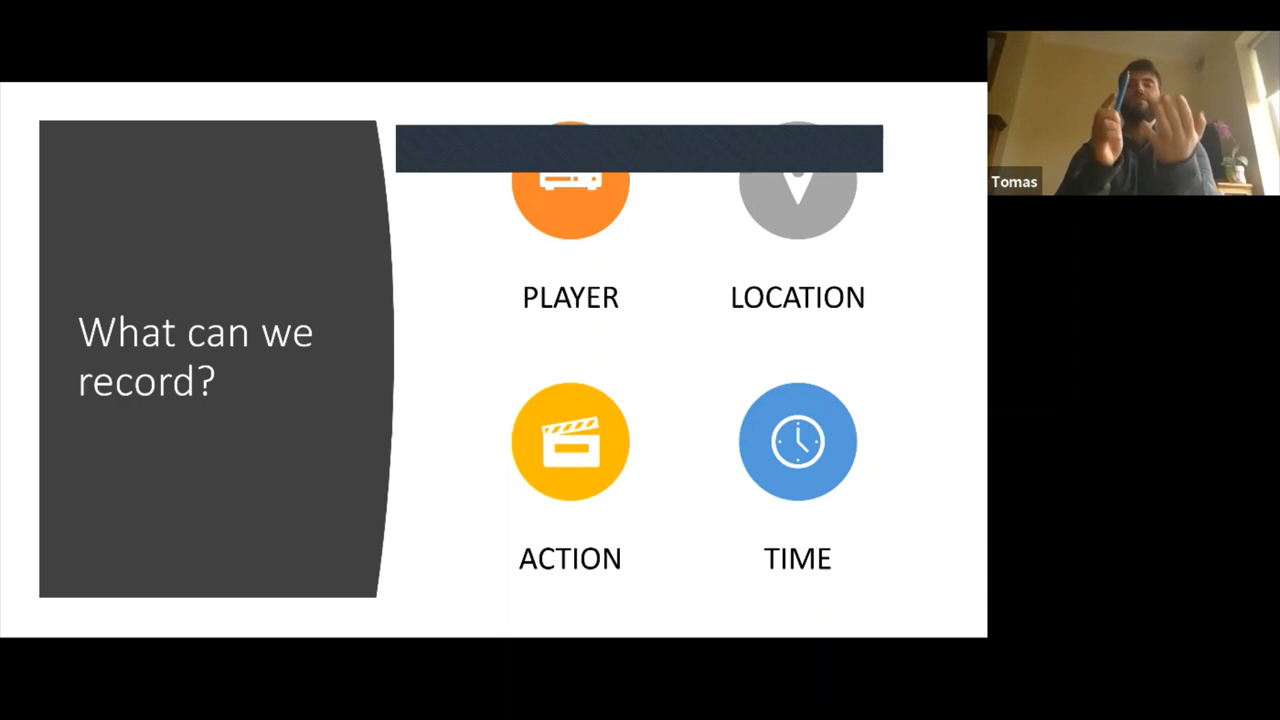 What can we
record?
PLAYER
LOCATION
ACTION
TIME
Tomas